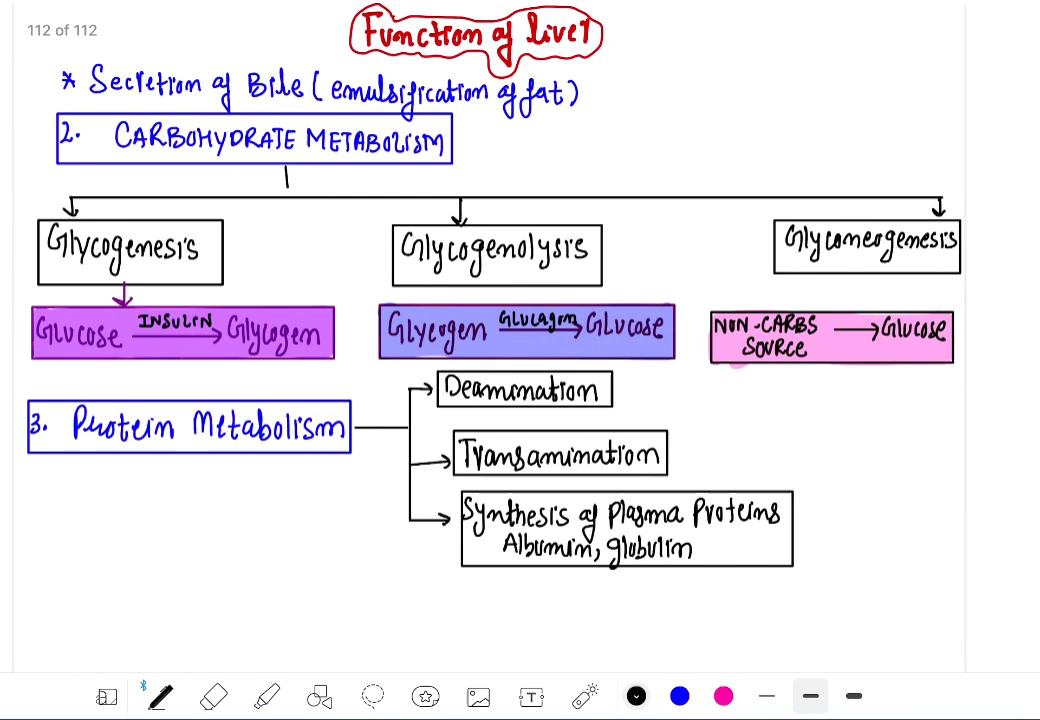 112 of 112
Function of liver
* Secretion of Bile ( emulsification of fat)
2. CARBOHYDRATE METABOLISM
Glycogenesis
Glycogenolysis
Glyconeogenesis
Glucose INSULIN → Glycogen
Glycogen GLUCAGON → Glucose
NON-CARBS SOURCE → Glucose
Deamination
3. Protein Metabolism
Transamination
Synthesis of Plasma Proteins
Albumin, globulin
T